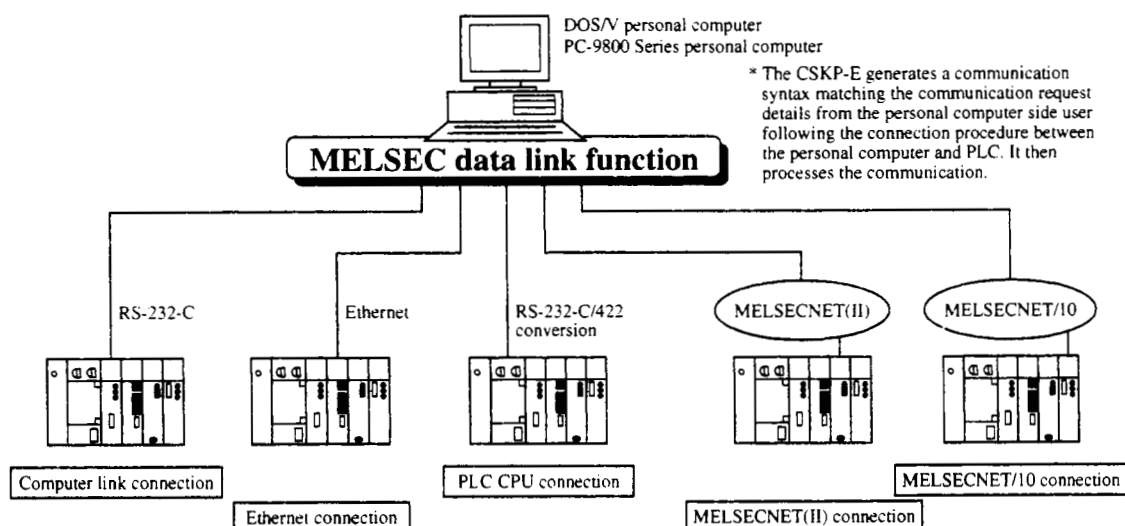 DOS/V personal computer
PC-9800 Series personal computer
* The CSKP-E generates a communication
syntax matching the communication request
details from the personal computer side user
following the connection procedure between
the personal computer and PLC. It then
processes the communication.
MELSEC data link function
RS-232-C
Ethernet
RS-232-C/422
conversion
MELSECNET(II)
MELSECNET/10
Computer link connection
Ethernet connection
PLC CPU connection
MELSECNET(II) connection
MELSECNET/10 connection